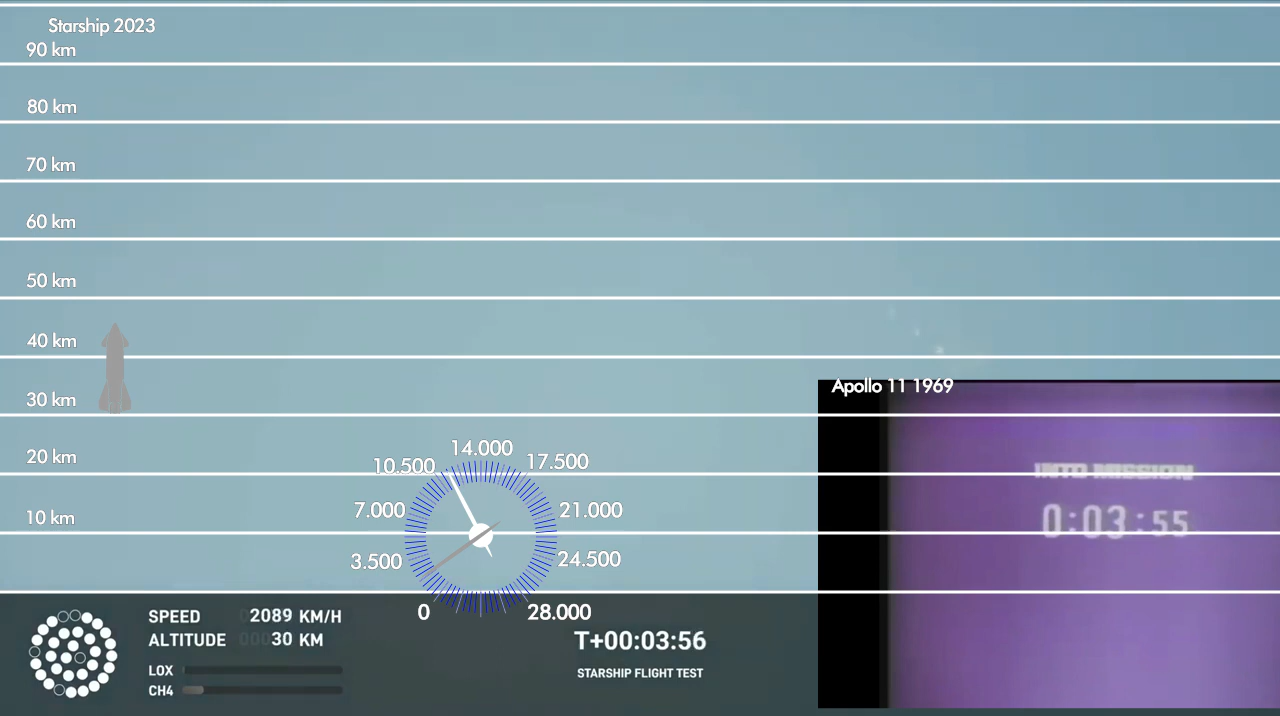 Starship 2023
90 km
80 km
70 km
60 km
50 km
40 km
30 km
20 km
10 km
Apollo 11 1969
INTO MISSION
0:03:55
14.000
10.500
17.500
7.000
21.000
3.500
24.500
0
28.000
SPEED 2089 KM/H
ALTITUDE 30 KM
LOX
CH4
T+00:03:56
STARSHIP FLIGHT TEST